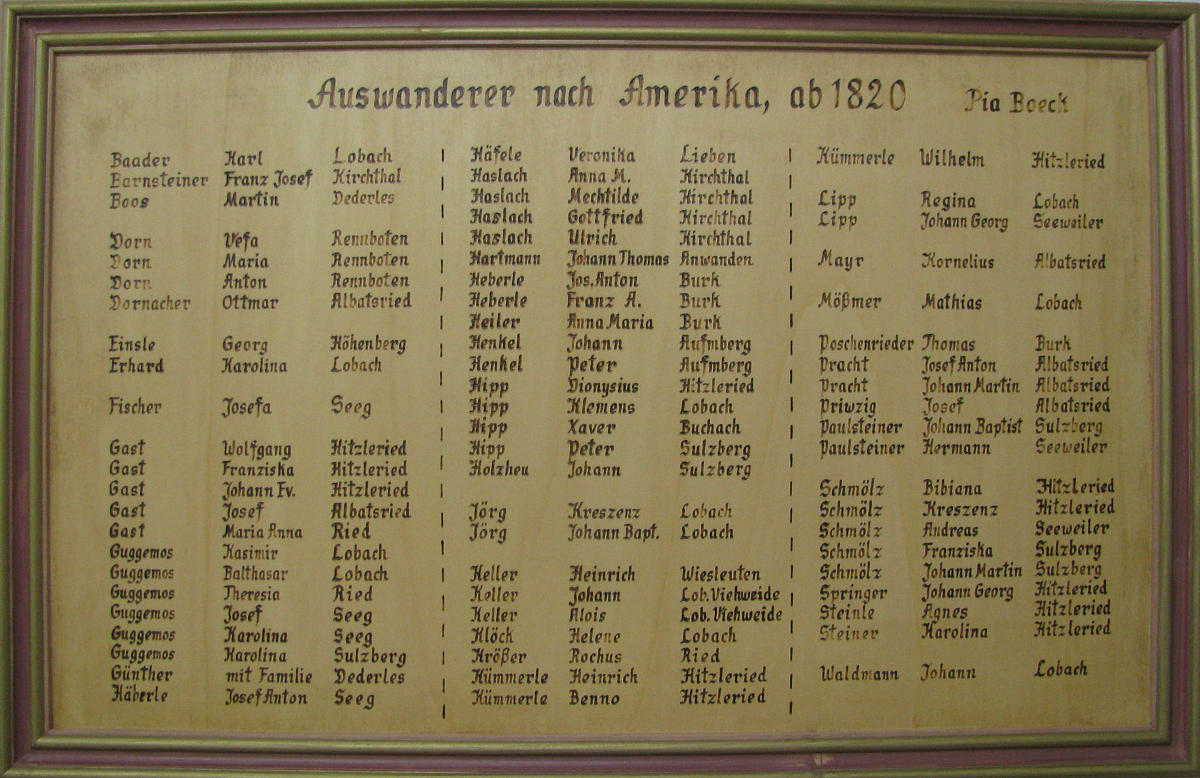 Auswanderer nach Amerika, ab 1820 Pia Boeck
Baader Karl Lobach
Barnsteiner Franz Josef Kirchthal
Boos Martin Dederles
Dorn Vefa Rennboten
Dorn Maria Rennboten
Dorn Anton Rennboten
Dornacher Ottmar Albatsried
Einsle Georg Höhenberg
Erhard Karolina Lobach
Fischer Josefa Seeg
Gast Wolfgang Hitzleried
Gast Franziska Hitzleried
Gast Johann Ev. Hitzleried
Gast Josef Albatsried
Gast Maria Anna Ried
Guggemos Kasimir Lobach
Guggemos Balthasar Lobach
Guggemos Theresia Ried
Guggemos Josef Seeg
Guggemos Karolina Seeg
Guggemos Karolina Sulzberg
Günther mit Familie Dederles
Häberle Josef Anton Seeg
Häfele Veronika Lieben
Haslach Anna M. Kirchthal
Haslach Mechtilde Kirchthal
Haslach Gottfried Kirchthal
Haslach Ulrich Kirchthal
Hartmann Johann Thomas Anwanden
Heberle Jos. Anton Burk
Heberle Franz A. Burk
Heiler Anna Maria Burk
Henkel Johann Aufmberg
Henkel Peter Aufmberg
Hipp Dionysius Hitzleried
Hipp Klemens Lobach
Hipp Xaver Buchach
Hipp Peter Sulzberg
Holzheu Johann Sulzberg
Jörg Kreszenz Lobach
Jörg Johann Bapt. Lobach
Keller Heinrich Wiesleuten
Keller Johann Lob. Viehweide
Keller Alois Lob. Viehweide
Klöck Helene Lobach
Krößer Rochus Ried
Kümmerle Heinrich Hitzleried
Kümmerle Benno Hitzleried
Kümmerle Wilhelm Hitzleried
Lipp Regina Lobach
Lipp Johann Georg Seeweiler
Mayr Kornelius Albatsried
Mößmer Mathias Lobach
Poschenrieder Thomas Burk
Pracht Josef Anton Albatsried
Pracht Johann Martin Albatsried
Priwzig Josef Albatsried
Paulsteiner Johann Baptist Sulzberg
Paulsteiner Hermann Seeweiler
Schmölz Bibiana Hitzleried
Schmölz Kreszenz Hitzleried
Schmölz Andreas Seeweiler
Schmölz Franziska Sulzberg
Schmölz Johann Martin Sulzberg
Springer Johann Georg Hitzleried
Steinle Agnes Hitzleried
Steiner Karolina Hitzleried
Waldmann Johann Lobach